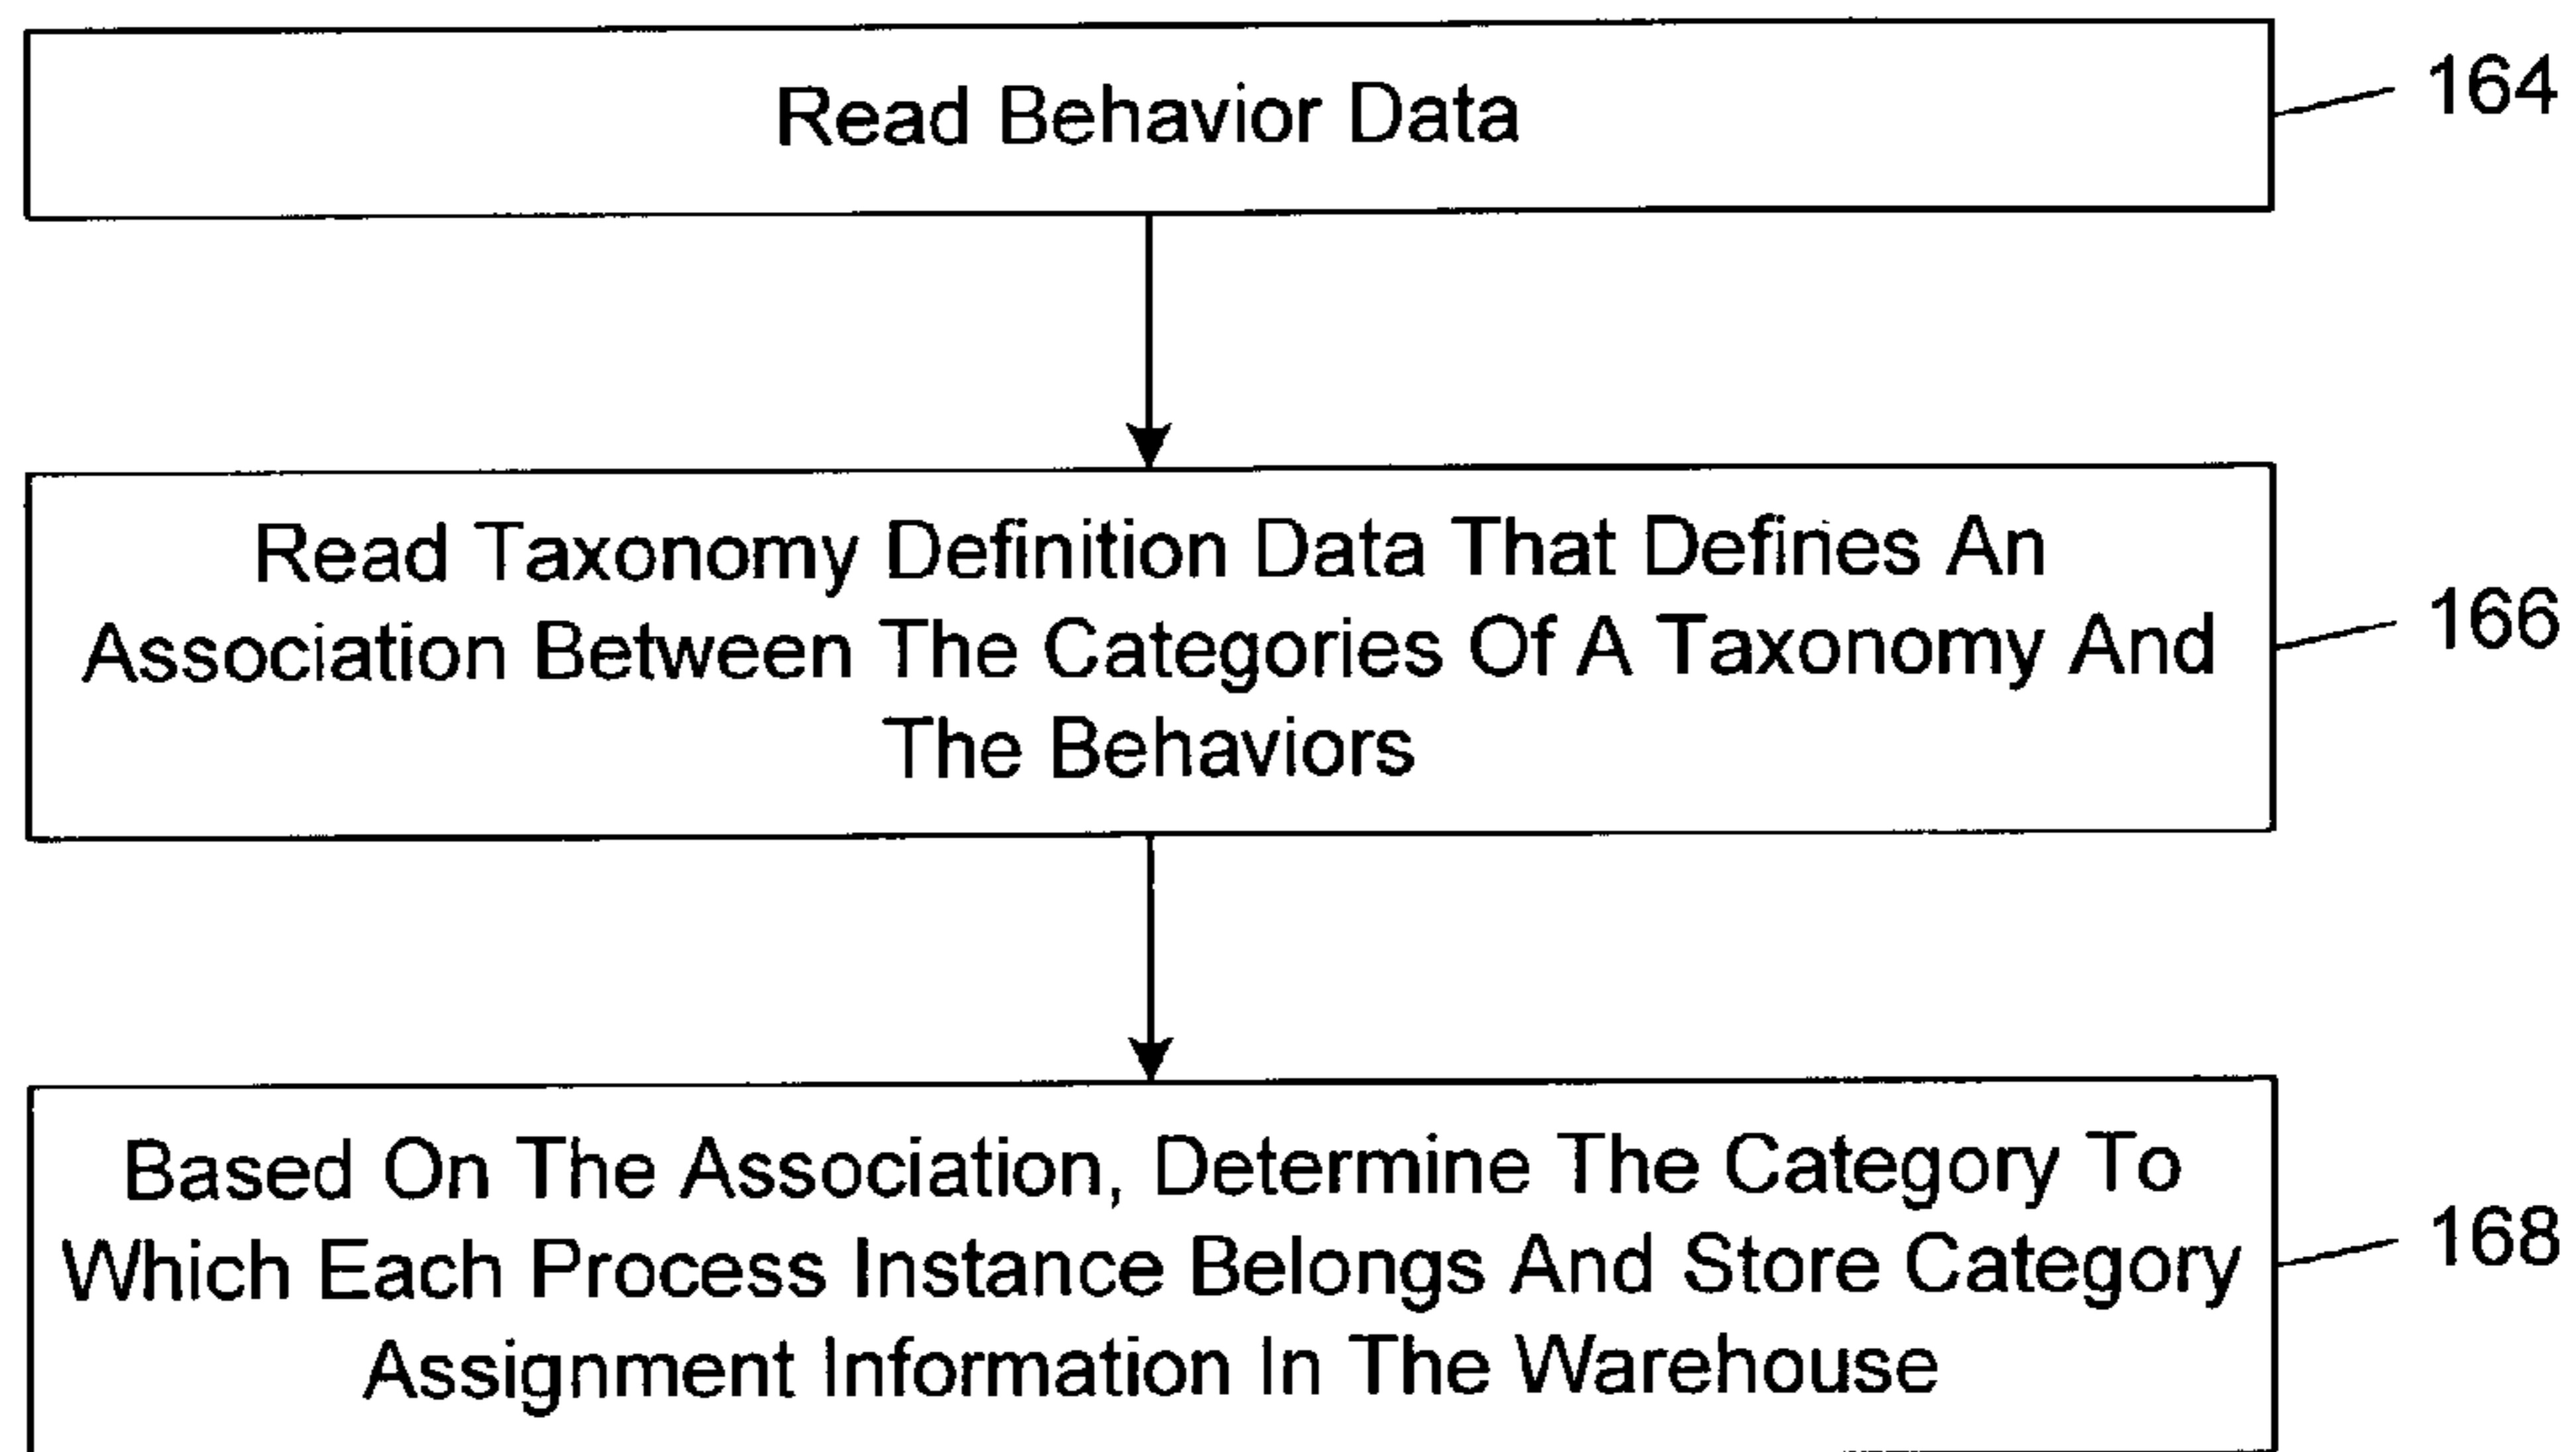 Read Behavior Data
164
Read Taxonomy Definition Data That Defines An
Association Between The Categories Of A Taxonomy And
The Behaviors
166
Based On The Association, Determine The Category To
Which Each Process Instance Belongs And Store Category
Assignment Information In The Warehouse
168